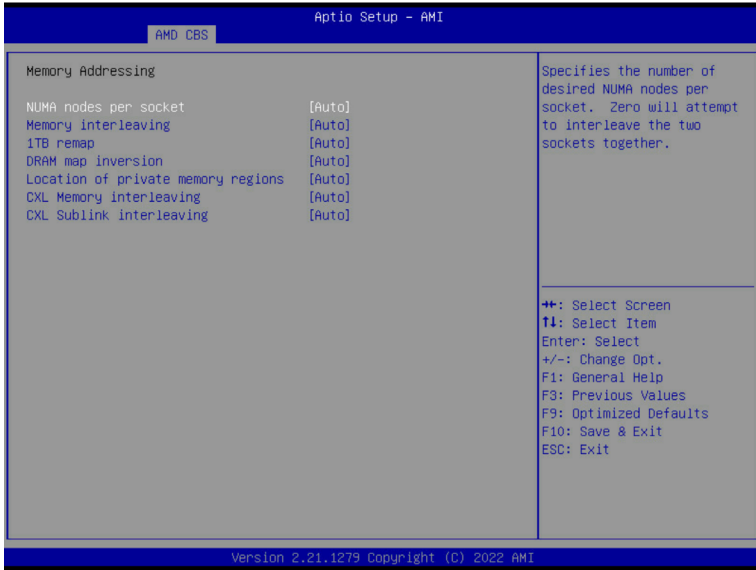 Aptio Setup – AMI
AMD CBS
Memory Addressing
NUMA nodes per socket [Auto]
Memory interleaving [Auto]
1TB remap [Auto]
DRAM map inversion [Auto]
Location of private memory regions [Auto]
CXL Memory interleaving [Auto]
CXL Sublink interleaving [Auto]
Specifies the number of
desired NUMA nodes per
socket.  Zero will attempt
to interleave the two
sockets together.
→←: Select Screen
↑↓: Select Item
Enter: Select
+/-: Change Opt.
F1: General Help
F3: Previous Values
F9: Optimized Defaults
F10: Save & Exit
ESC: Exit
Version 2.21.1279 Copyright (C) 2022 AMI